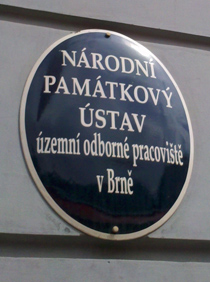 NÁRODNÍ
PAMÁTKOVÝ
ÚSTAV
územní odborné pracoviště
v Brně